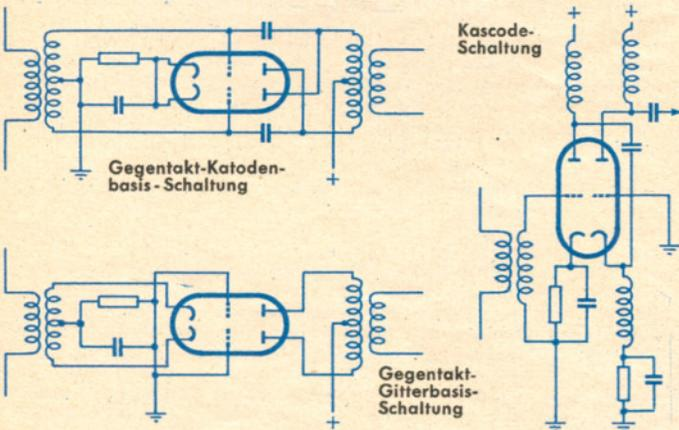 Kascode-
Schaltung
+
+
Gegentakt-Katoden-
basis-Schaltung
+
Gegentakt-
Gitterbasis-
Schaltung
+